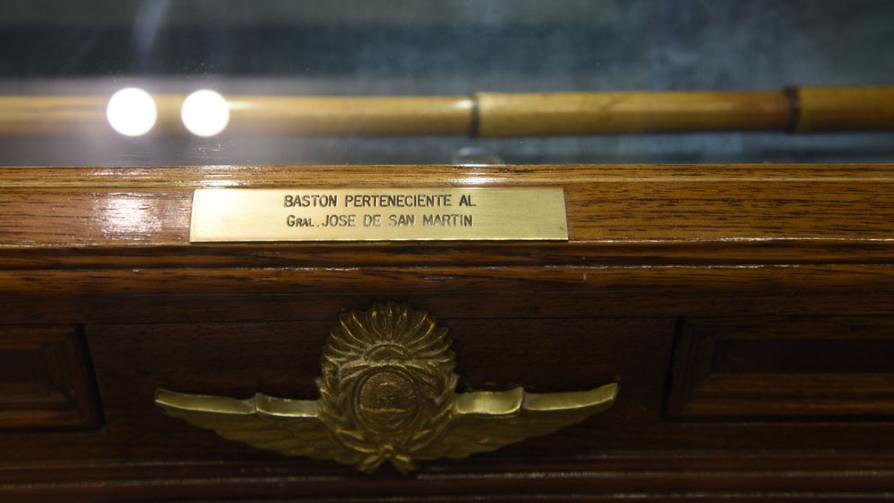 BASTON PERTENECIENTE AL
GRAL. JOSE DE SAN MARTIN